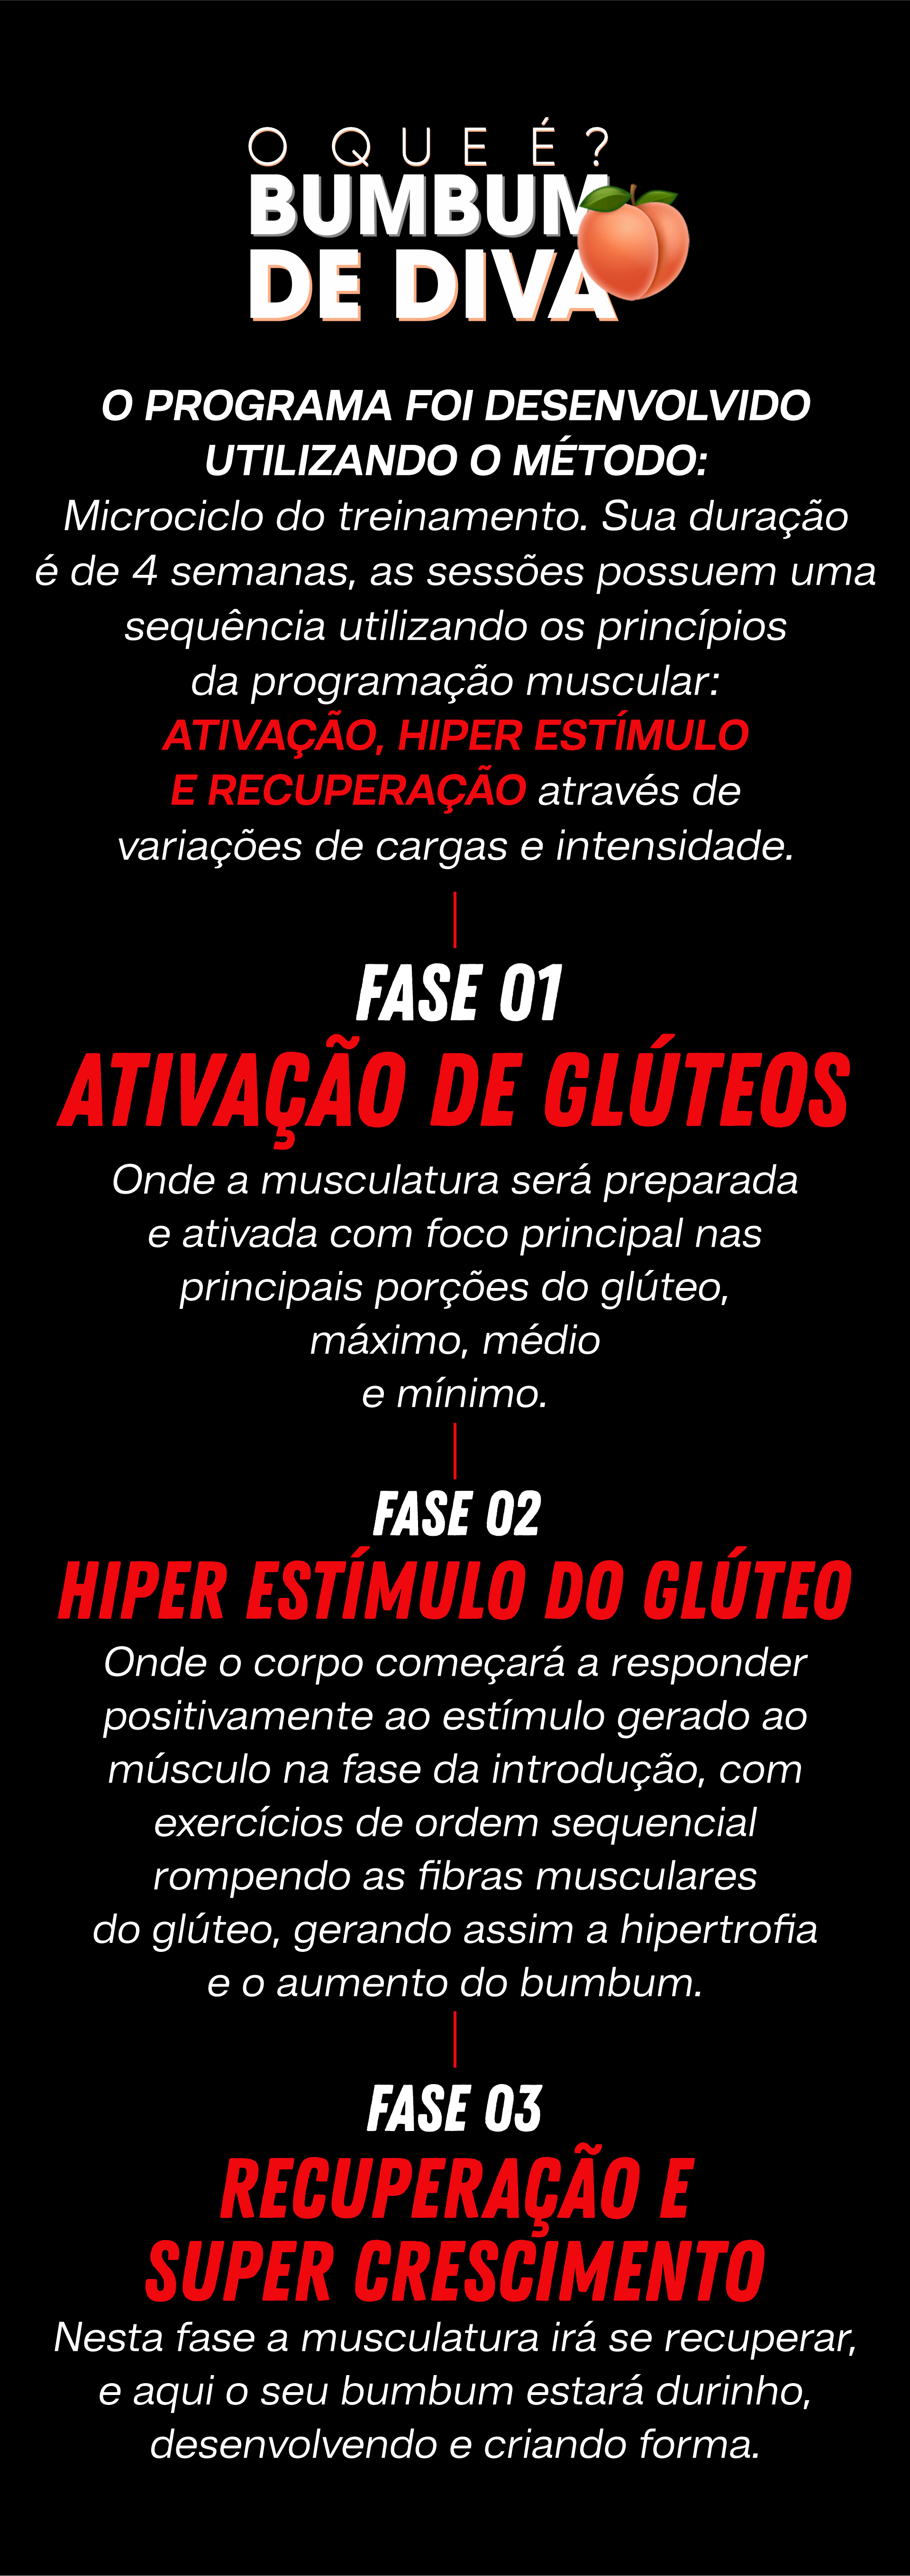 O QUE É?
BUMBUM
DE DIVA
O PROGRAMA FOI DESENVOLVIDO
UTILIZANDO O MÉTODO:
Microciclo do treinamento. Sua duração
é de 4 semanas, as sessões possuem uma
sequência utilizando os princípios
da programação muscular:
ATIVAÇÃO, HIPER ESTÍMULO
E RECUPERAÇÃO através de
variações de cargas e intensidade.
FASE 01
ATIVAÇÃO DE GLÚTEOS
Onde a musculatura será preparada
e ativada com foco principal nas
principais porções do glúteo,
máximo, médio
e mínimo.
FASE 02
HIPER ESTÍMULO DO GLÚTEO
Onde o corpo começará a responder
positivamente ao estímulo gerado ao
músculo na fase da introdução, com
exercícios de ordem sequencial
rompendo as fibras musculares
do glúteo, gerando assim a hipertrofia
e o aumento do bumbum.
FASE 03
RECUPERAÇÃO E
SUPER CRESCIMENTO
Nesta fase a musculatura irá se recuperar,
e aqui o seu bumbum estará durinho,
desenvolvendo e criando forma.